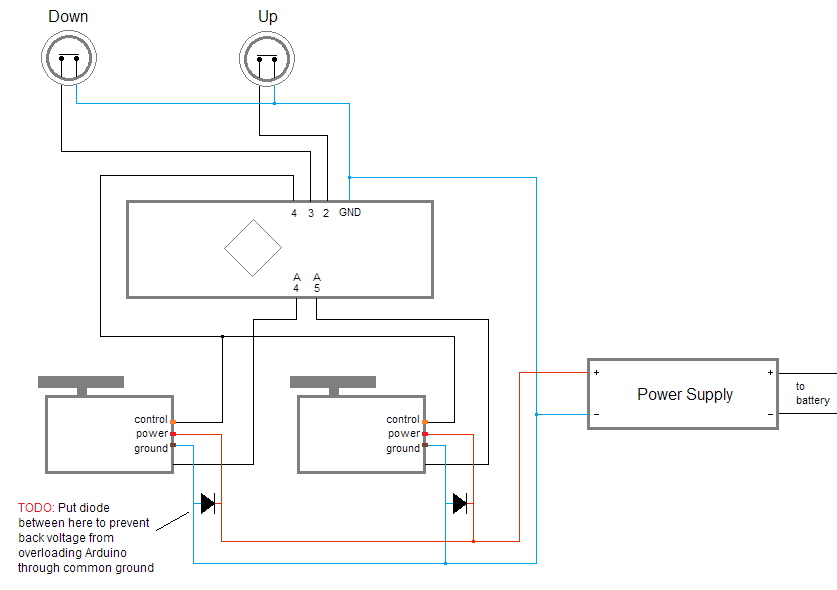 Down
Up
4 3 2 GND
A A
4 5
control
power
ground
control
power
ground
+
−
Power Supply
+
−
to
battery
TODO: Put diode
between here to prevent
back voltage from
overloading Arduino
through common ground